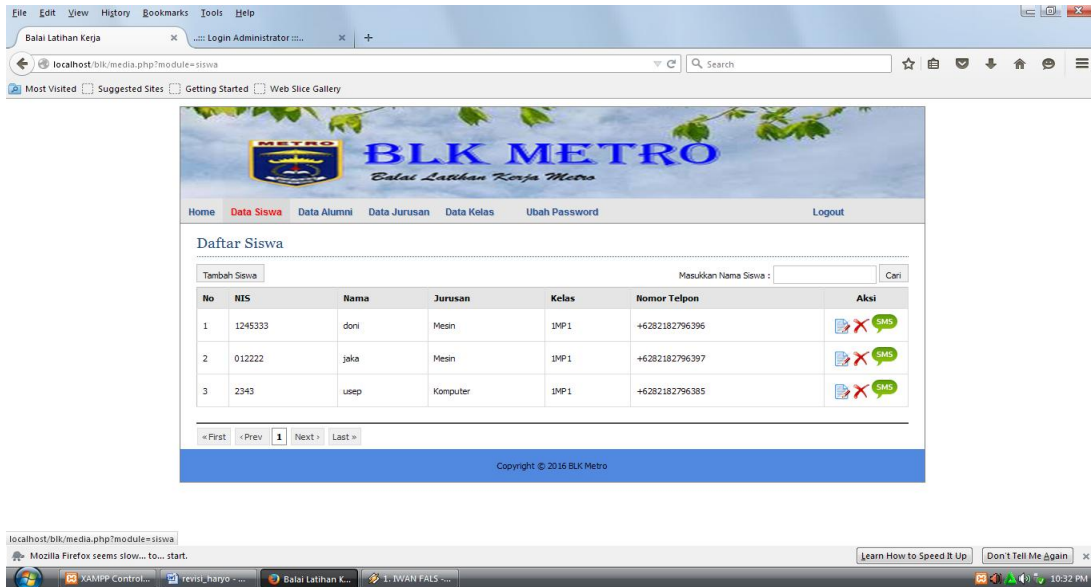 File Edit View History Bookmarks Tools Help
Balai Latihan Kerja × ..::: Login Administrator :::.. × +
localhost/blk/media.php?module=siswa Search
Most Visited Suggested Sites Getting Started Web Slice Gallery
METRO
BLK METRO
Balai Latihan Kerja Metro
Home Data Siswa Data Alumni Data Jurusan Data Kelas Ubah Password Logout
Daftar Siswa
Tambah Siswa Masukkan Nama Siswa : Cari
No NIS Nama Jurusan Kelas Nomor Telpon Aksi
1 1245333 doni Mesin 1MP1 +6282182796396 SMS
2 012222 jaka Mesin 1MP1 +6282182796397 SMS
3 2343 usep Komputer 1MP1 +6282182796385 SMS
« First ‹ Prev 1 Next › Last »
Copyright © 2016 BLK Metro
localhost/blk/media.php?module=siswa
Mozilla Firefox seems slow... to... start. Learn How to Speed It Up Don't Tell Me Again ×
XAMPP Control... revisi_haryo - ... Balai Latihan K... 1. IWAN FALS -... 10:32 PM